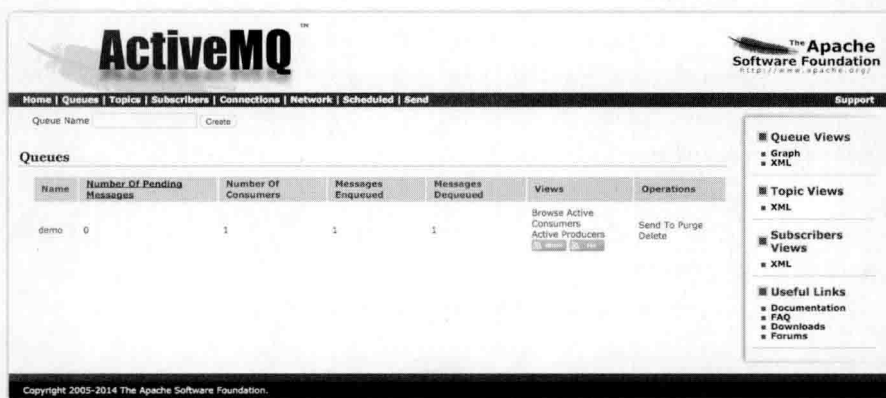 ActiveMQ
™
The Apache
Software Foundation
http://www.apache.org/
Home | Queues | Topics | Subscribers | Connections | Network | Scheduled | Send
Support
Queue Name
Create
Queues
Name
Number Of Pending Messages
Number Of Consumers
Messages Enqueued
Messages Dequeued
Views
Operations
demo
0
1
1
1
Browse Active
Consumers
Active Producers
Send To Purge
Delete
Queue Views
Graph
XML
Topic Views
XML
Subscribers
Views
XML
Useful Links
Documentation
FAQ
Downloads
Forums
Copyright 2005-2014 The Apache Software Foundation.